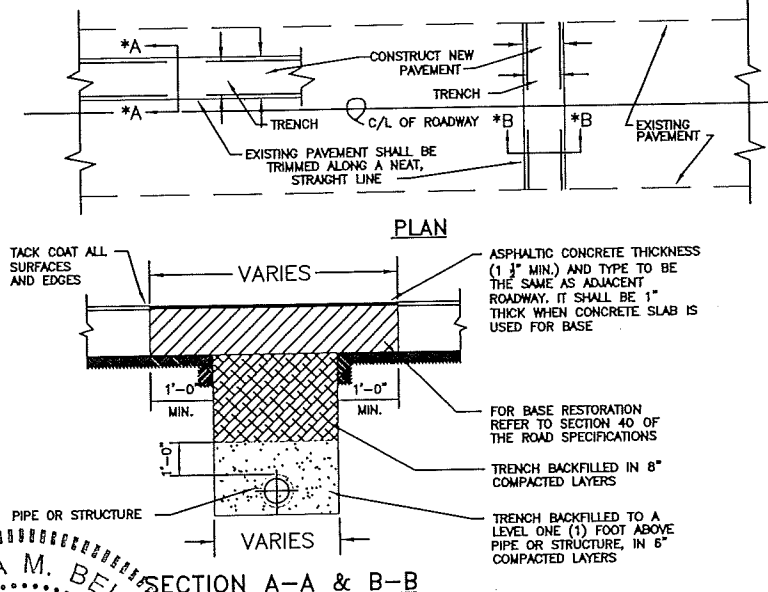 *A
*A
CONSTRUCT NEW
PAVEMENT
TRENCH
TRENCH
C/L OF ROADWAY
*B
*B
EXISTING
PAVEMENT
EXISTING PAVEMENT SHALL BE
TRIMMED ALONG A NEAT,
STRAIGHT LINE
PLAN
TACK COAT ALL
SURFACES
AND EDGES
VARIES
ASPHALTIC CONCRETE THICKNESS
(1 ½" MIN.) AND TYPE TO BE
THE SAME AS ADJACENT
ROADWAY. IT SHALL BE 1"
THICK WHEN CONCRETE SLAB IS
USED FOR BASE
1'-0"
MIN.
1'-0"
MIN.
FOR BASE RESTORATION
REFER TO SECTION 40 OF
THE ROAD SPECIFICATIONS
1'-0"
TRENCH BACKFILLED IN 8"
COMPACTED LAYERS
PIPE OR STRUCTURE
TRENCH BACKFILLED TO A
LEVEL ONE (1) FOOT ABOVE
PIPE OR STRUCTURE, IN 6"
COMPACTED LAYERS
VARIES
A M. BE
SECTION A-A & B-B